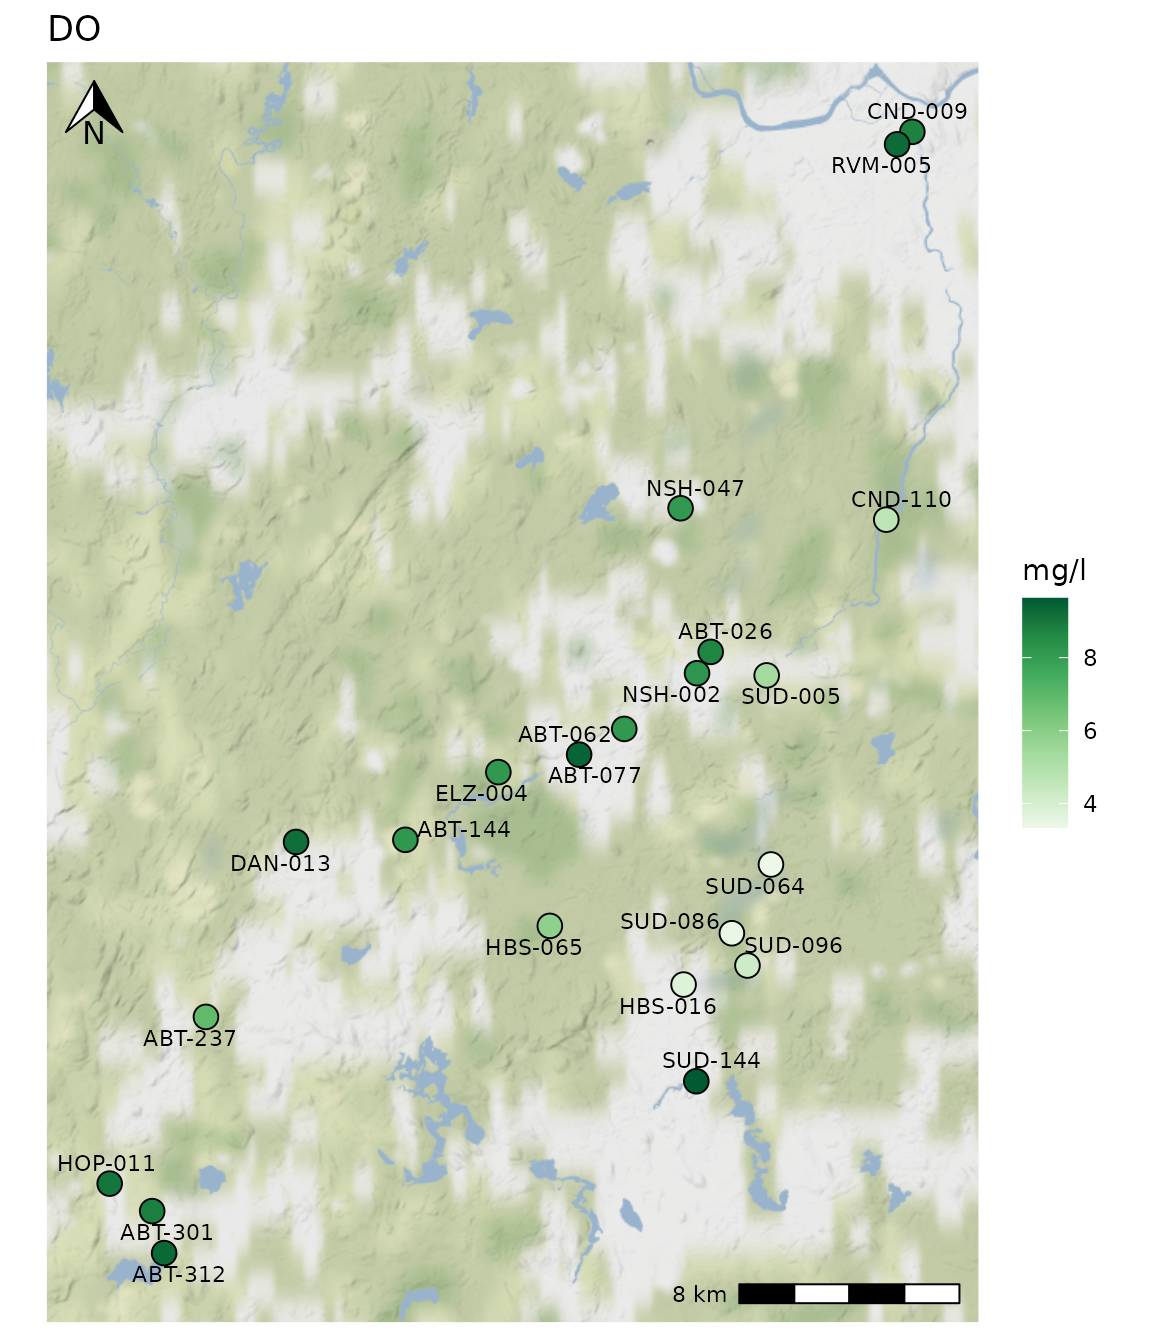 DO
N
CND-009
RVM-005
NSH-047
CND-110
mg/l
ABT-026
8
NSH-002
SUD-005
ABT-062
6
ABT-077
ELZ-004
4
ABT-144
DAN-013
SUD-064
SUD-086
HBS-065
SUD-096
HBS-016
ABT-237
SUD-144
HOP-011
ABT-301
ABT-312
8 km